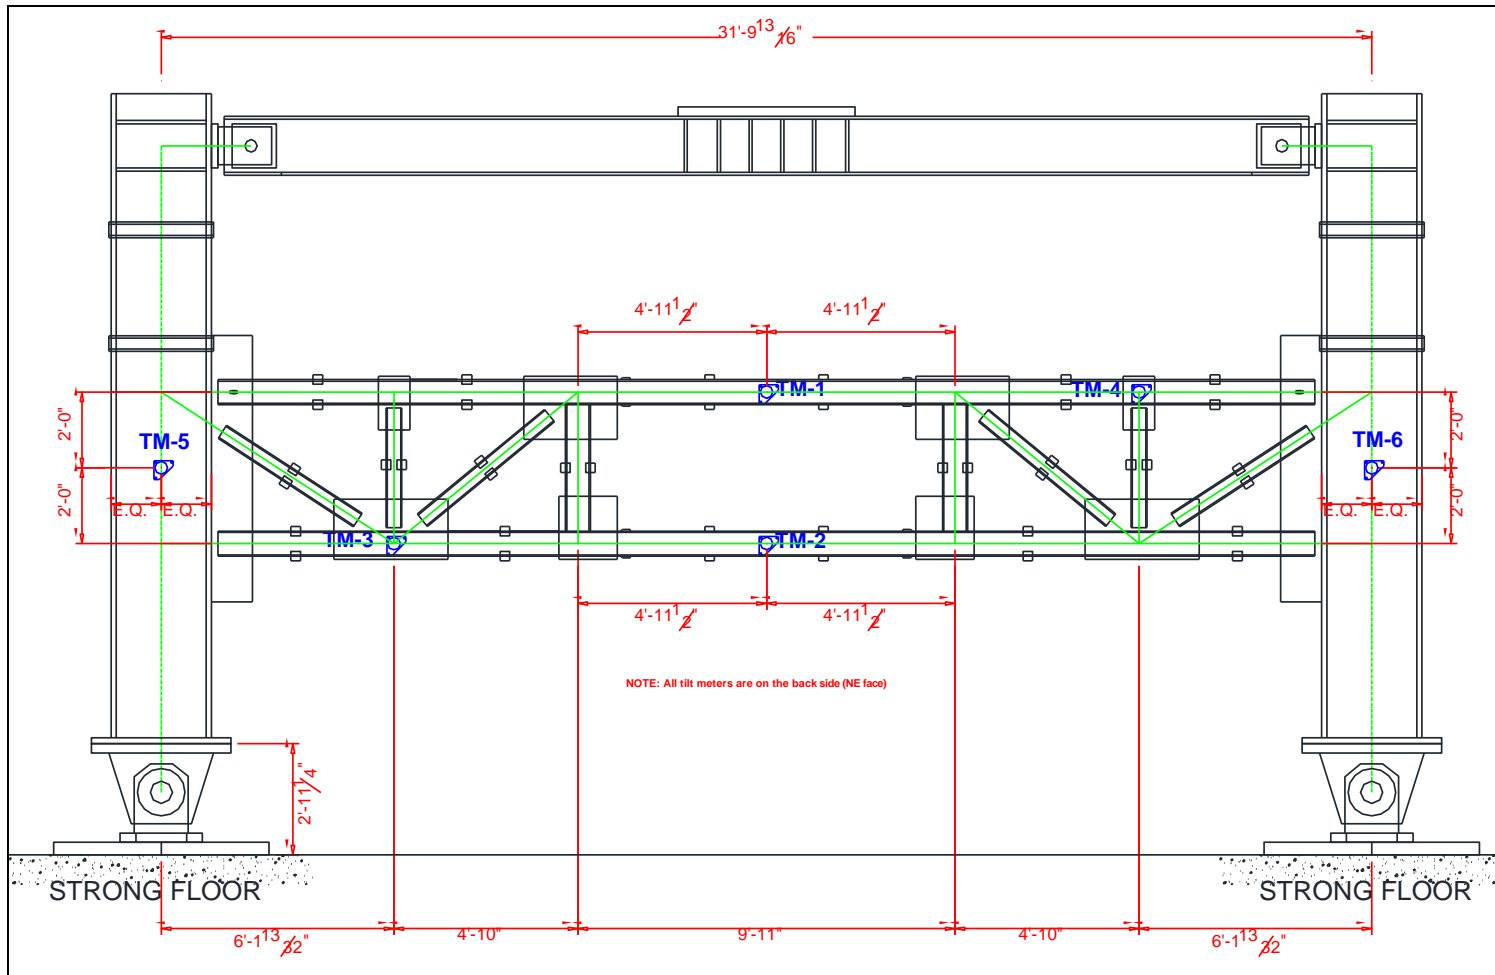 31'-9 13/16"
4'-11 1/2" 4'-11 1/2"
TM-1 TM-4
2'-0" TM-5 TM-6 2'-0"
2'-0" E.Q. E.Q. E.Q. E.Q. 2'-0"
TM-3 TM-2
4'-11 1/2" 4'-11 1/2"
NOTE: All tilt meters are on the back side (NE face)
2'-11 1/4"
STRONG FLOOR STRONG FLOOR
6'-1 13/32" 4'-10" 9'-11" 4'-10" 6'-1 13/32"